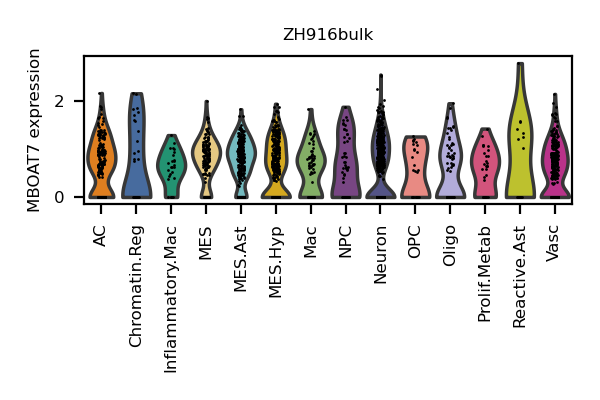 ZH916bulk
MBOAT7 expression
2
0
AC
Chromatin.Reg
Inflammatory.Mac
MES
MES.Ast
MES.Hyp
Mac
NPC
Neuron
OPC
Oligo
Prolif.Metab
Reactive.Ast
Vasc